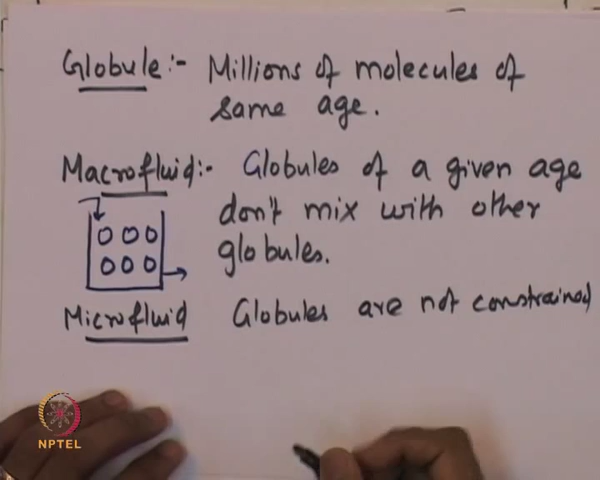 Globule:- Millions of molecules of
same age.
Macrofluid:- Globules of a given age
don't mix with other
globules.
Microfluid Globules are not constrained
NPTEL